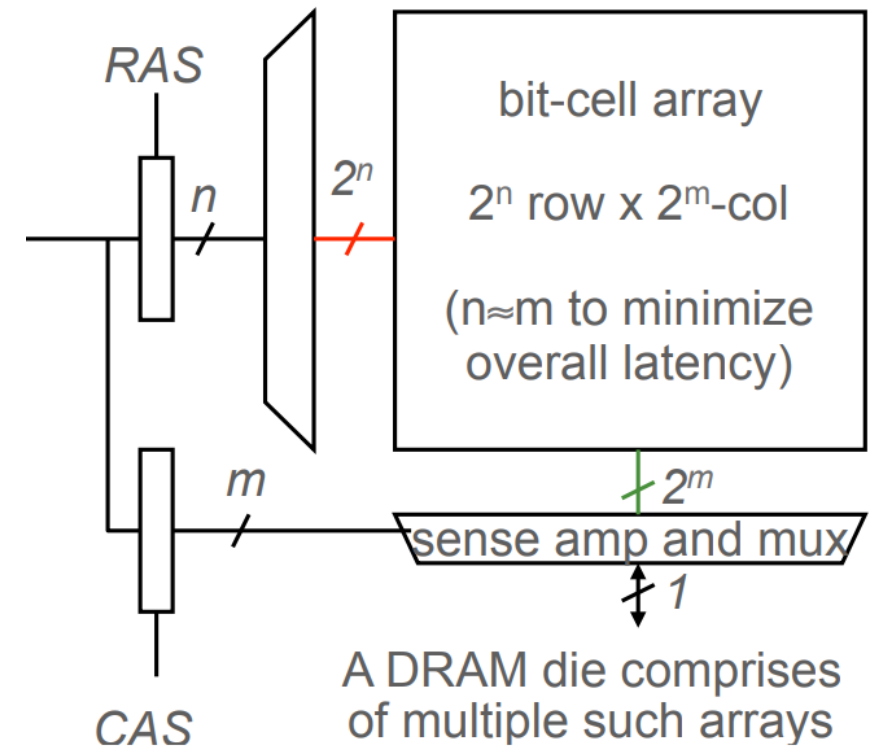 RAS
n
2ⁿ
bit-cell array
2ⁿ row x 2ᵐ-col
(n≈m to minimize
overall latency)
m
2ᵐ
sense amp and mux
1
A DRAM die comprises
of multiple such arrays
CAS